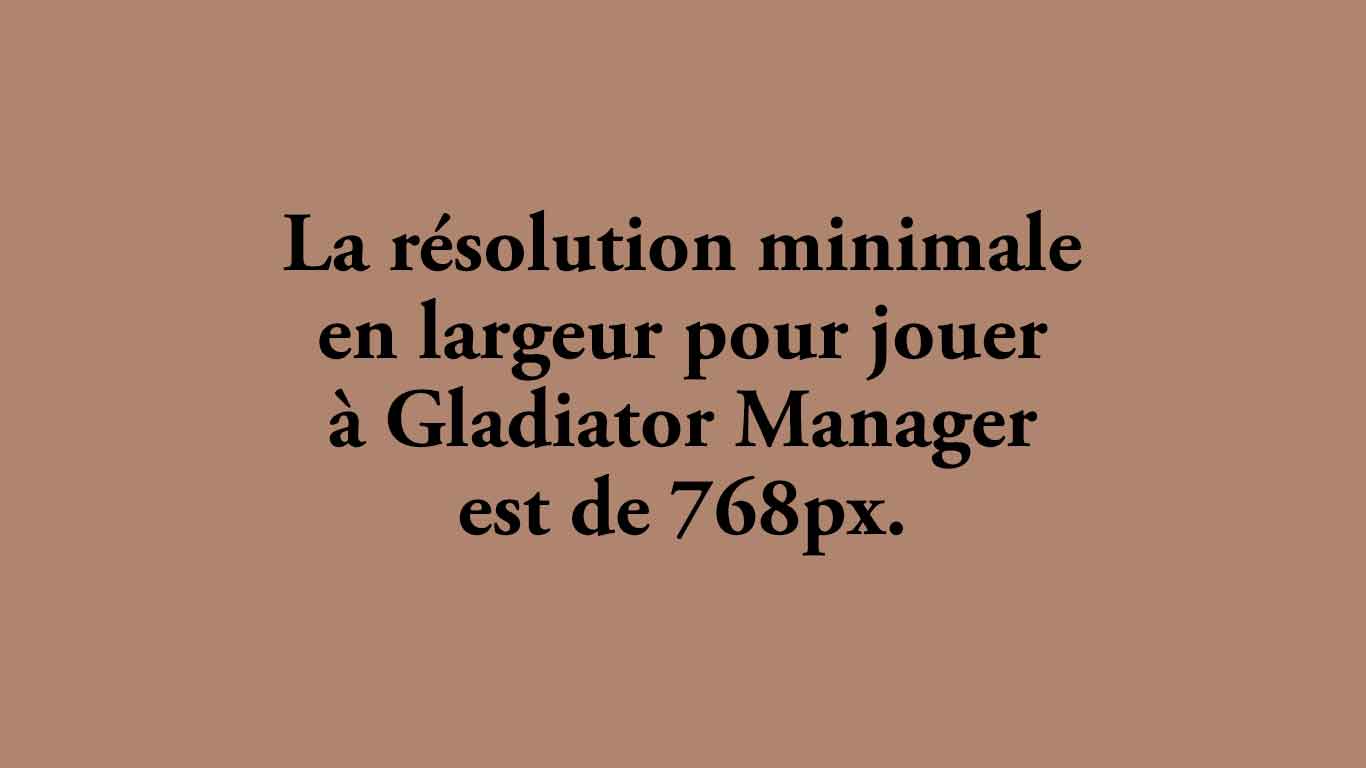 La résolution minimale
en largeur pour jouer
à Gladiator Manager
est de 768px.